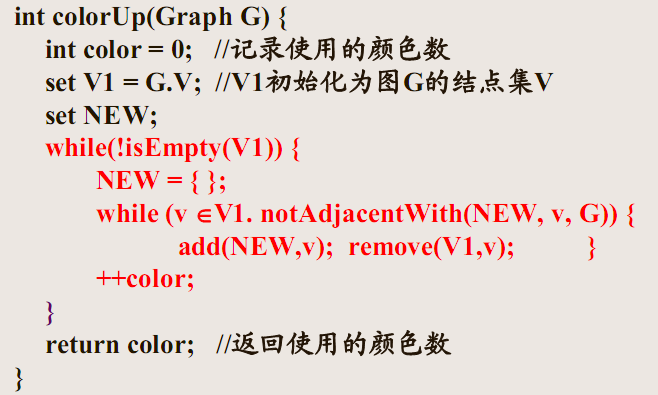 int colorUp(Graph G) {
int color = 0; //记录使用的颜色数
set V1 = G.V; //V1初始化为图G的结点集V
set NEW;
while(!isEmpty(V1)) {
NEW = { };
while (v ∈V1. notAdjacentWith(NEW, v, G)) {
add(NEW,v); remove(V1,v); }
++color;
}
return color; //返回使用的颜色数
}